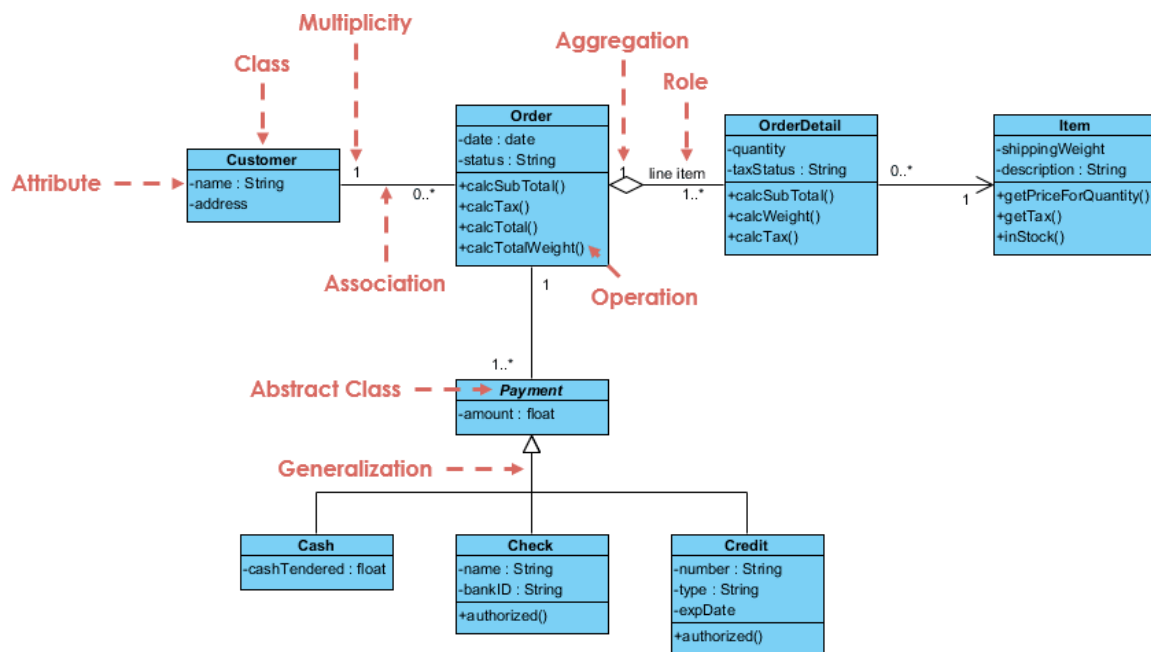 Multiplicity
Aggregation
Class
Role
Attribute
Customer
-name : String
-address
1
0..*
Association
Order
-date : date
-status : String
+calcSubTotal()
+calcTax()
+calcTotal()
+calcTotalWeight()
Operation
1
line item
1..*
OrderDetail
-quantity
-taxStatus : String
+calcSubTotal()
+calcWeight()
+calcTax()
0..*
1
Item
-shippingWeight
-description : String
+getPriceForQuantity()
+getTax()
+inStock()
1
1..*
Abstract Class
Payment
-amount : float
Generalization
Cash
-cashTendered : float
Check
-name : String
-bankID : String
+authorized()
Credit
-number : String
-type : String
-expDate
+authorized()